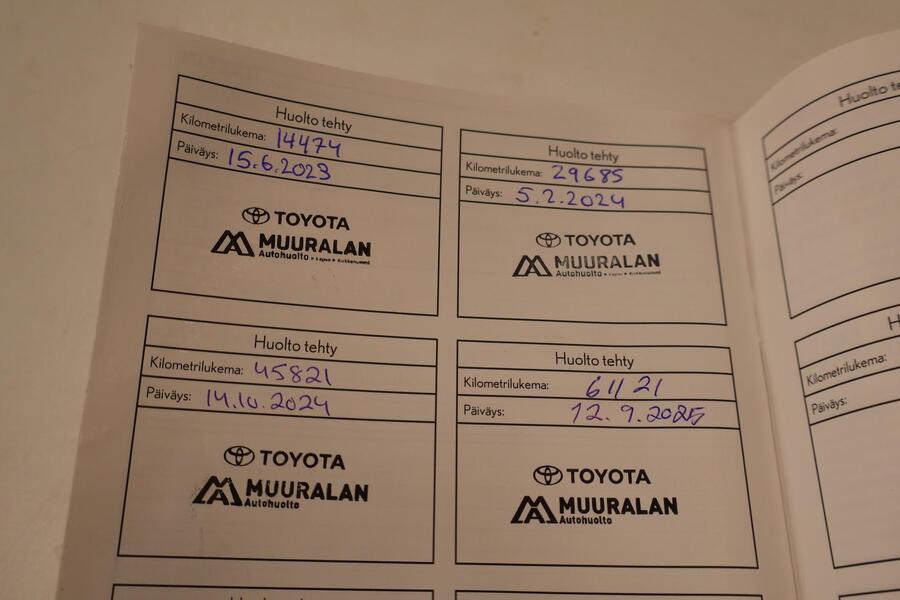 Huolto tehty
Kilometrilukema: 14474
Päiväys: 15.6.2023
TOYOTA
MUURALAN
Autohuolto
Huolto tehty
Kilometrilukema: 29685
Päiväys: 5.2.2024
TOYOTA
MUURALAN
Autohuolto
Huolto tehty
Kilometrilukema: 45821
Päiväys: 14.10.2024
TOYOTA
MUURALAN
Autohuolto
Huolto tehty
Kilometrilukema: 61121
Päiväys: 12.9.2025
TOYOTA
MUURALAN
Autohuolto
Huolto te
Kilometrilukema:
Päiväys:
H
Kilometrilukema:
Päiväys: